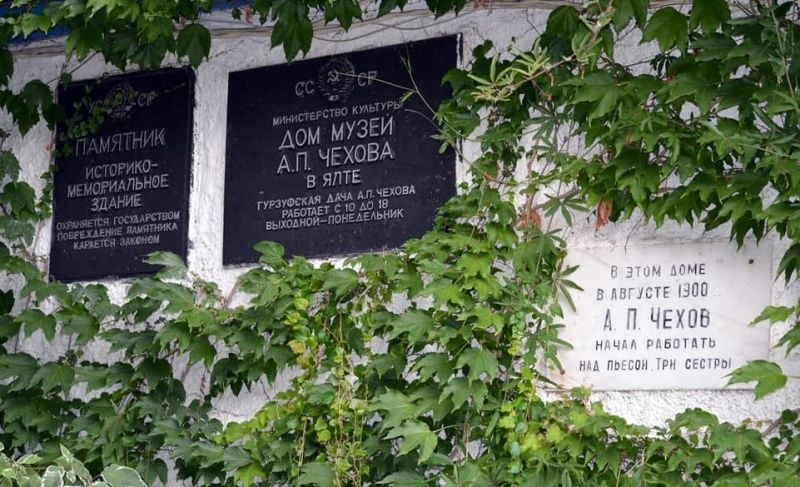 СССР
ПАМЯТНИК
ИСТОРИКО-
МЕМОРИАЛЬНОЕ
ЗДАНИЕ
ОХРАНЯЕТСЯ ГОСУДАРСТВОМ
ПОВРЕЖДЕНИЕ ПАМЯТНИКА
КАРАЕТСЯ ЗАКОНОМ
СССР
МИНИСТЕРСТВО КУЛЬТУРЫ
ДОМ МУЗЕЙ
А.П. ЧЕХОВА
В ЯЛТЕ
ГУРЗУФСКАЯ ДАЧА А.П. ЧЕХОВА
РАБОТАЕТ С 10 ДО 18
ВЫХОДНОЙ-ПОНЕДЕЛЬНИК
В ЭТОМ ДОМЕ
В АВГУСТЕ 1900 г.
А. П. ЧЕХОВ
НАЧАЛ РАБОТАТЬ
НАД ПЬЕСОЙ „ТРИ СЕСТРЫ